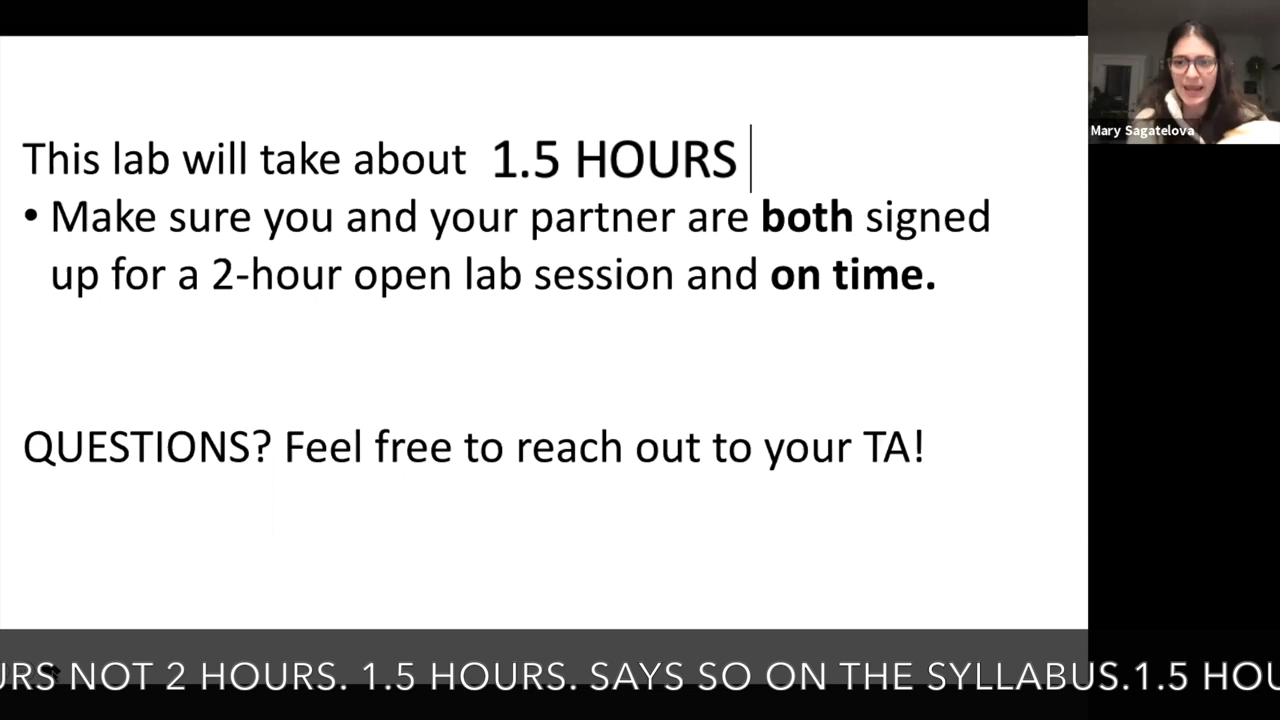 This lab will take about 1.5 HOURS
• Make sure you and your partner are both signed
up for a 2-hour open lab session and on time.
QUESTIONS? Feel free to reach out to your TA!
Mary Sagatelova
URS NOT 2 HOURS. 1.5 HOURS. SAYS SO ON THE SYLLABUS.1.5 HOU